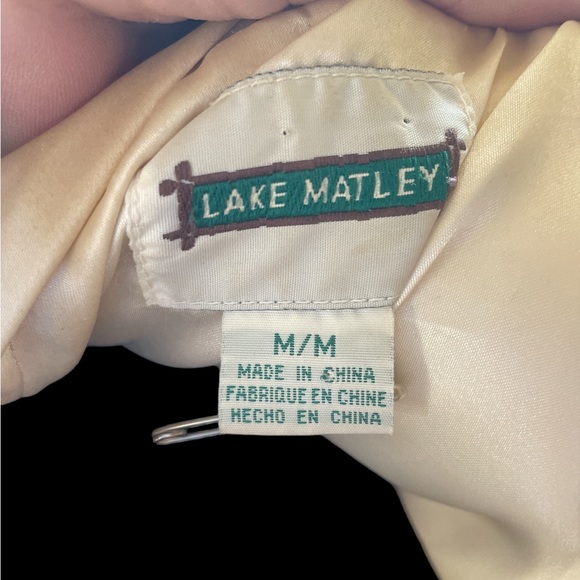 LAKE MATLEY
M/M
MADE IN CHINA
FABRIQUE EN CHINE
HECHO EN CHINA